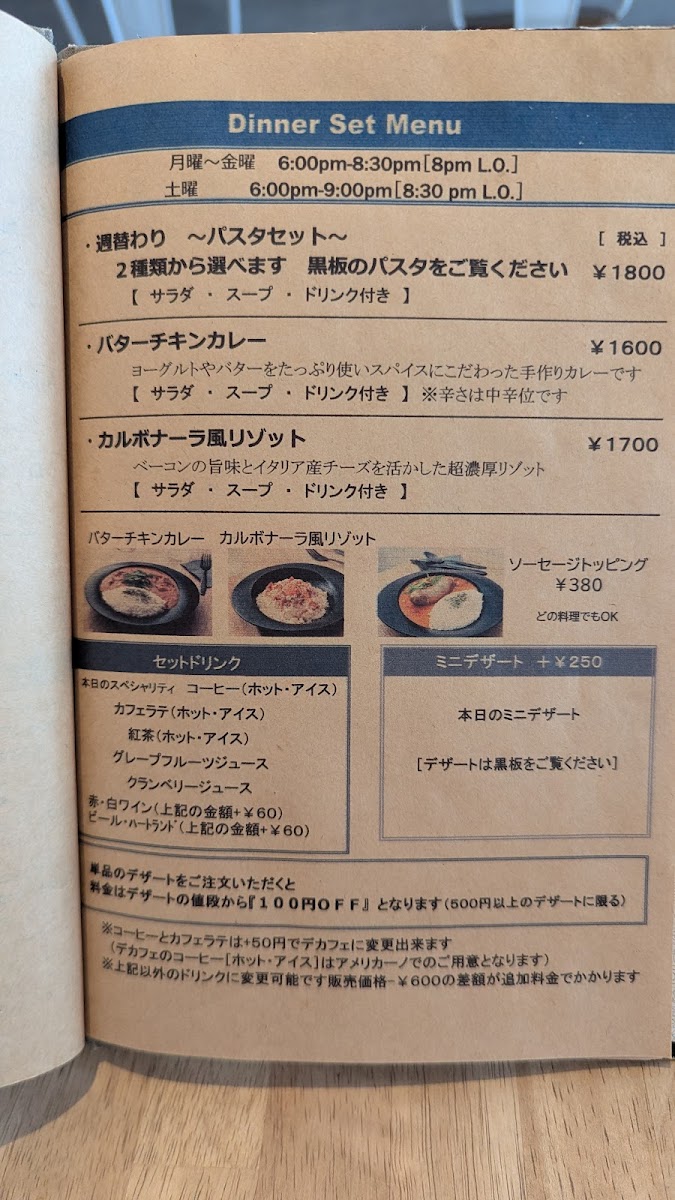 Dinner Set Menu
月曜～金曜 6:00pm-8:30pm[8pm L.O.]
土曜 6:00pm-9:00pm[8:30 pm L.O.]
・週替わり ～パスタセット～ [ 税込 ]
２種類から選べます 黒板のパスタをご覧ください ￥1800
【 サラダ ・ スープ ・ ドリンク付き 】
・バターチキンカレー ￥1600
ヨーグルトやバターをたっぷり使いスパイスにこだわった手作りカレーです
【 サラダ ・ スープ ・ ドリンク付き 】 ※辛さは中辛位です
・カルボナーラ風リゾット ￥1700
ベーコンの旨味とイタリア産チーズを活かした超濃厚リゾット
【 サラダ ・ スープ ・ ドリンク付き 】
バターチキンカレー カルボナーラ風リゾット
ソーセージトッピング
￥380
どの料理でもOK
セットドリンク
本日のスペシャリティ コーヒー(ホット・アイス)
カフェラテ(ホット・アイス)
紅茶(ホット・アイス)
グレープフルーツジュース
クランベリージュース
赤・白ワイン(上記の金額+￥60)
ビール・ハートランド(上記の金額+￥60)
ミニデザート ＋￥250
本日のミニデザート
[デザートは黒板をご覧ください]
単品のデザートをご注文いただくと
料金はデザートの値段から『１００円ＯＦＦ』 となります(500円以上のデザートに限る)
※コーヒーとカフェラテは+50円でデカフェに変更出来ます
(デカフェのコーヒー[ホット・アイス]はアメリカーノでのご用意となります)
※上記以外のドリンクに変更可能です販売価格-￥600の差額が追加料金でかかります